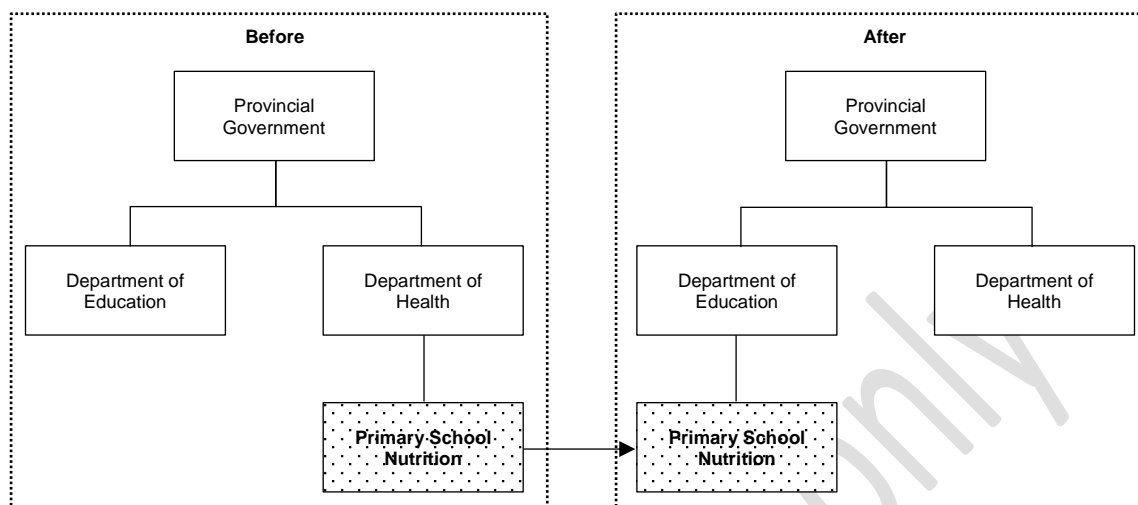 Before
Provincial
Government
Department of
Education
Department of
Health
Primary School
Nutrition
After
Provincial
Government
Department of
Education
Department of
Health
Primary School
Nutrition
only